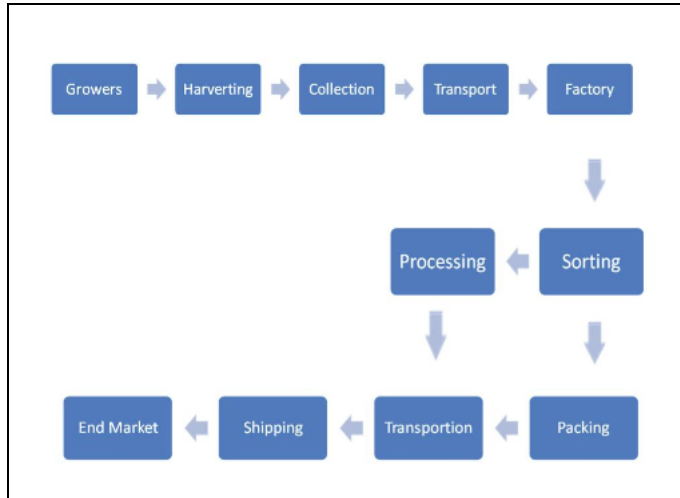 Growers
Harverting
Collection
Transport
Factory
Processing
Sorting
End Market
Shipping
Transportion
Packing